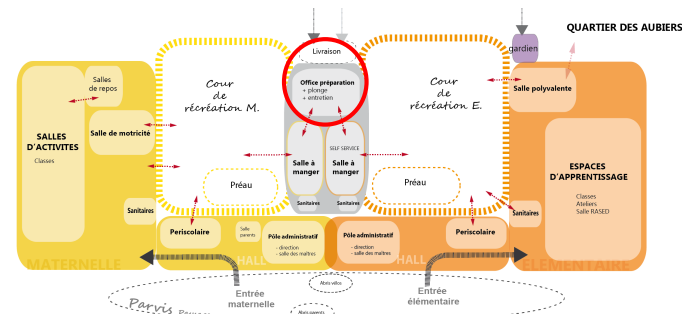 QUARTIER DES AUBIERS
Livraison
gardien
Salles
de repos
Cour
de
récréation M.
Office préparation
+ plonge
+ entretien
Cour
de
récréation E.
Salle polyvalente
SALLES
D'ACTIVITES
Classes
Salle de motricité
SELF SERVICE
Salle à
manger
Salle à
manger
ESPACES
D'APPRENTISSAGE
Classes
Ateliers
Salle RASED
Préau
Préau
Sanitaires
Sanitaires
Sanitaires
Sanitaires
Periscolaire
Salle
parents
Pôle administratif
- direction
- salle des maîtres
Pôle administratif
- direction
- salle des maîtres
Periscolaire
MATERNELLE
HALL
HALL
ELEMENTAIRE
Abris vélos
Entrée
maternelle
Entrée
élémentaire
Parvis
Abris parents